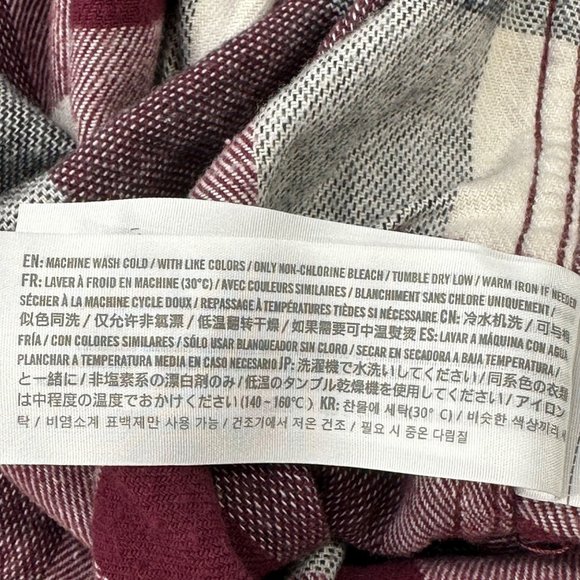 EN: MACHINE WASH COLD / WITH LIKE COLORS / ONLY NON-CHLORINE BLEACH / TUMBLE DRY LOW / WARM IRON IF NEEDED
FR: LAVER À FROID EN MACHINE (30°C) / AVEC COULEURS SIMILAIRES / BLANCHIMENT SANS CHLORE UNIQUEMENT /
SÉCHER À LA MACHINE CYCLE DOUX / REPASSAGE À TEMPÉRATURES TIÈDES SI NÉCESSAIRE CN: 冷水机洗 / 可与
似色同洗 / 仅允许非氧漂 / 低温翻转干燥 / 如果需要可中温熨烫 ES: LAVAR A MÁQUINA CON AGUA
FRÍA / CON COLORES SIMILARES / SÓLO USAR BLANQUEADOR SIN CLORO / SECAR EN SECADORA A BAJA TEMPERATURA /
PLANCHAR A TEMPERATURA MEDIA EN CASO NECESARIO JP: 洗濯機で水洗いしてください / 同系色の衣類
と一緒に / 非塩素系の漂白剤のみ / 低温のタンブル乾燥機を使用してください / アイロン
は中程度の温度でおかけください (140 ~ 160℃) KR: 찬물에 세탁(30° C) / 비슷한 색상끼리 세
탁 / 비염소계 표백제만 사용 가능 / 건조기에서 저온 건조 / 필요 시 중온 다림질